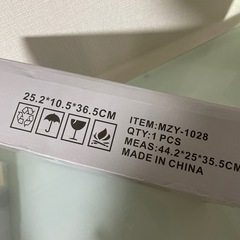 25.2*10.5*36.5CM
ITEM:MZY-1028
QTY:1 PCS
MEAS:44.2*25*35.5CM
MADE IN CHINA